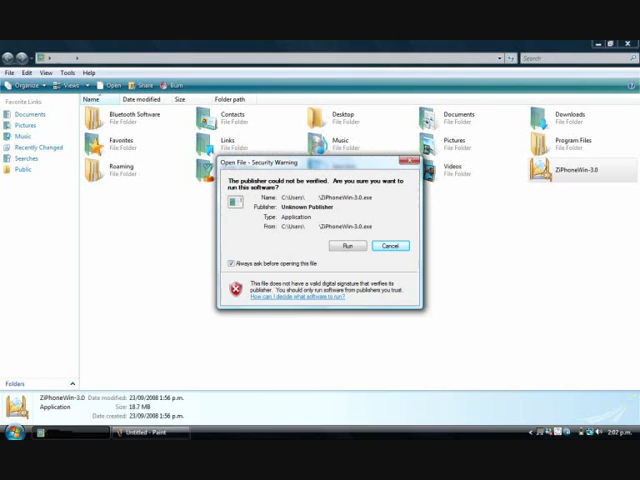 Search
File Edit View Tools Help
Organize Views Open Share Burn
Favorite Links
Name Date modified Size Folder path
Documents
Pictures
Music
Recently Changed
Searches
Public
Bluetooth Software
File Folder
Contacts
File Folder
Desktop
File Folder
Documents
File Folder
Downloads
File Folder
Favorites
File Folder
Links
Music
Pictures
File Folder
Program Files
File Folder
Roaming
File Folder
Videos
File Folder
ZiPhoneWin-3.0
Open File - Security Warning
The publisher could not be verified. Are you sure you want to
run this software?
Name: C:\Users\ \ZiPhoneWin-3.0.exe
Publisher: Unknown Publisher
Type: Application
From: C:\Users\ \ZiPhoneWin-3.0.exe
Run Cancel
Always ask before opening this file
This file does not have a valid digital signature that verifies its
publisher. You should only run software from publishers you trust.
How can I decide what software to run?
Folders
ZiPhoneWin-3.0 Date modified: 23/09/2008 1:56 p.m.
Application Size: 18.7 MB
Date created: 23/09/2008 1:56 p.m.
Untitled - Paint
2:02 p.m.